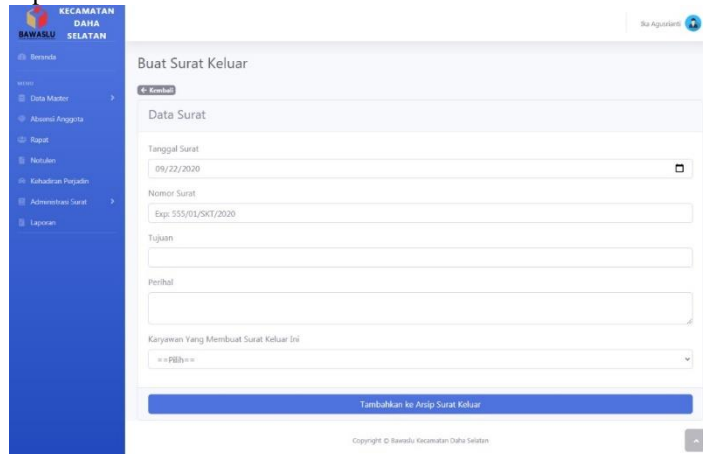 KECAMATAN
DAHA
SELATAN
BAWASLU
Ika Agustianti
Beranda
MENU
Data Master
Absensi Anggota
Rapat
Notulen
Kehadiran Perjadin
Administrasi Surat
Laporan
Buat Surat Keluar
← Kembali
Data Surat
Tanggal Surat
09/22/2020
Nomor Surat
Exp: 555/01/SKT/2020
Tujuan
Perihal
Karyawan Yang Membuat Surat Keluar Ini
==Pilih==
Tambahkan ke Arsip Surat Keluar
Copyright © Bawaslu Kecamatan Daha Selatan